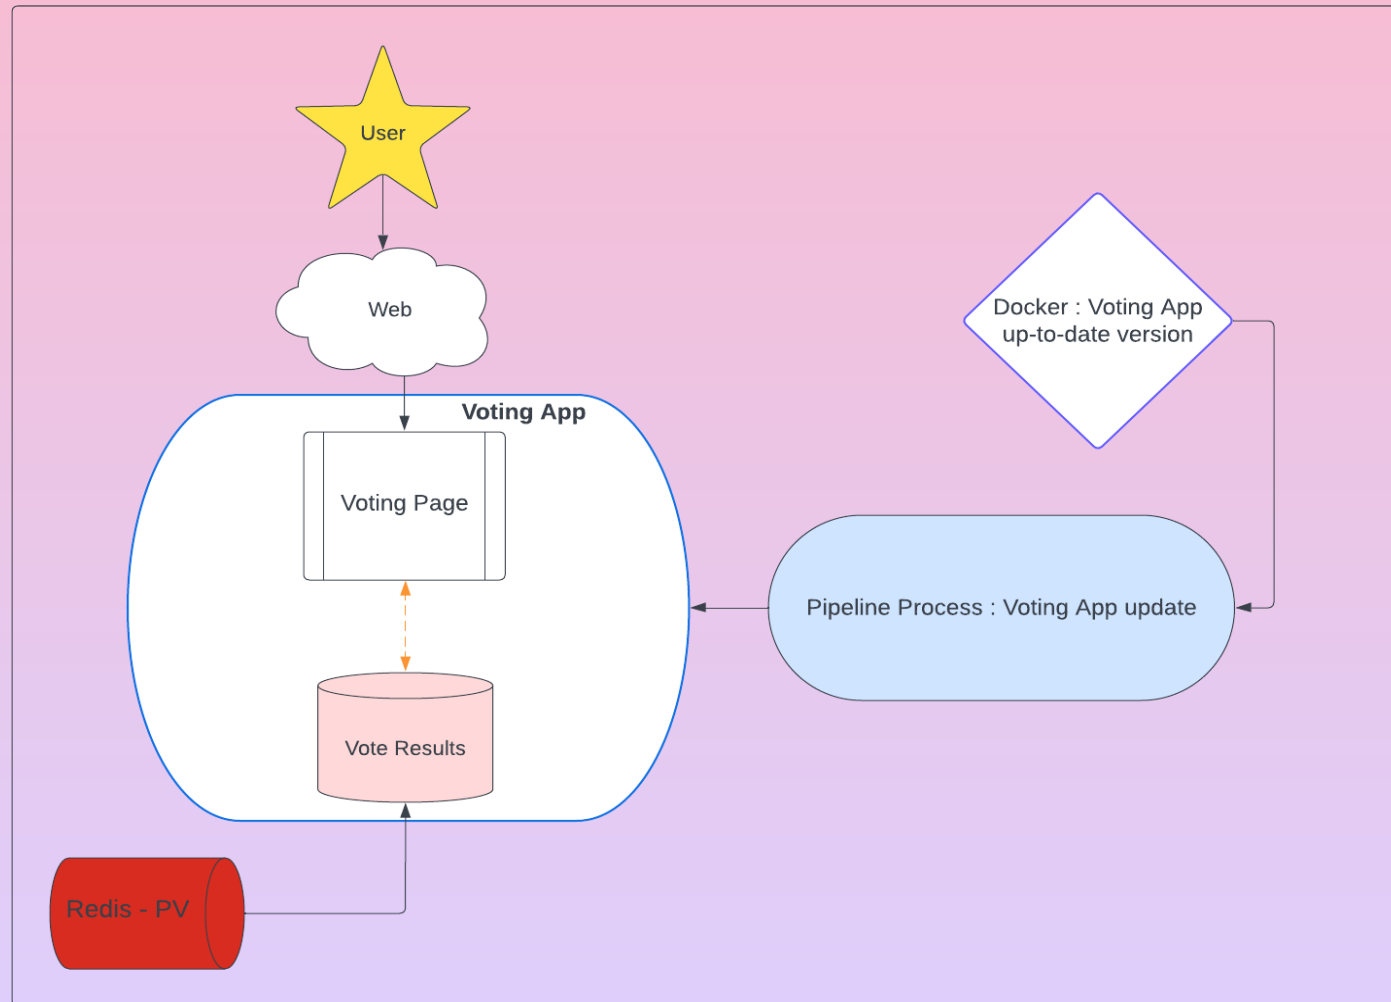 User
Web
Voting App
Voting Page
Vote Results
Redis - PV
Docker : Voting App
up-to-date version
Pipeline Process : Voting App update